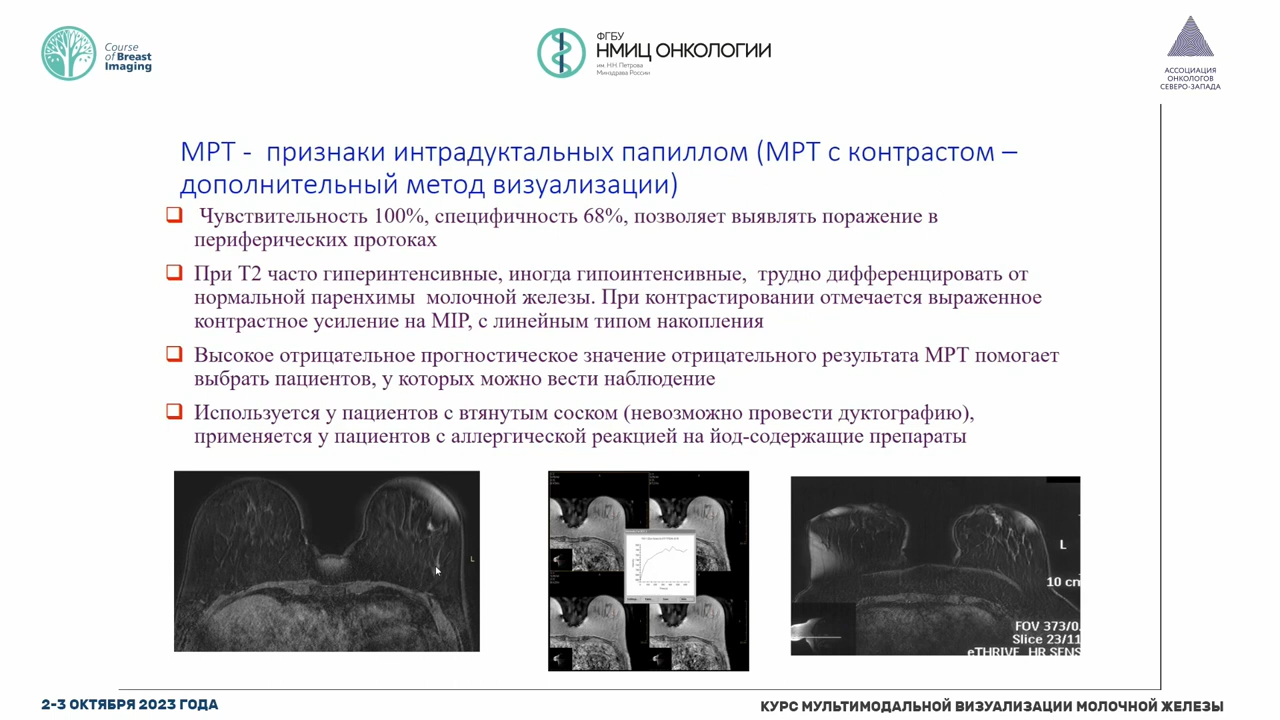 Course
of Breast
Imaging
ФГБУ
НМИЦ ОНКОЛОГИИ
им. Н.Н. Петрова
Минздрава России
АССОЦИАЦИЯ
ОНКОЛОГОВ
СЕВЕРО-ЗАПАДА
МРТ - признаки интрадуктальных папиллом (МРТ с контрастом –
дополнительный метод визуализации)
Чувствительность 100%, специфичность 68%, позволяет выявлять поражение в
периферических протоках
При Т2 часто гиперинтенсивные, иногда гипоинтенсивные, трудно дифференцировать от
нормальной паренхимы молочной железы. При контрастировании отмечается выраженное
контрастное усиление на MIP, с линейным типом накопления
Высокое отрицательное прогностическое значение отрицательного результата МРТ помогает
выбрать пациентов, у которых можно вести наблюдение
Используется у пациентов с втянутым соском (невозможно провести дуктографию),
применяется у пациентов с аллергической реакцией на йод-содержащие препараты
L
L
10 cm
FOV 373/0.
Slice 23/11
eTHRIVE_HR SENS
2-3 ОКТЯБРЯ 2023 ГОДА
КУРС МУЛЬТИМОДАЛЬНОЙ ВИЗУАЛИЗАЦИИ МОЛОЧНОЙ ЖЕЛЕЗЫ